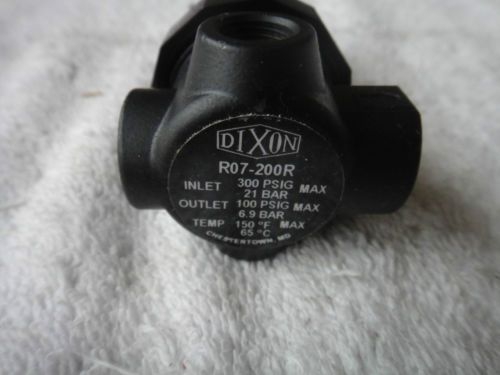 DIXON
R07-200R
INLET 300 PSIG MAX
21 BAR
OUTLET 100 PSIG MAX
6.9 BAR
TEMP 150 °F MAX
65 °C
CHESTERTOWN, MD